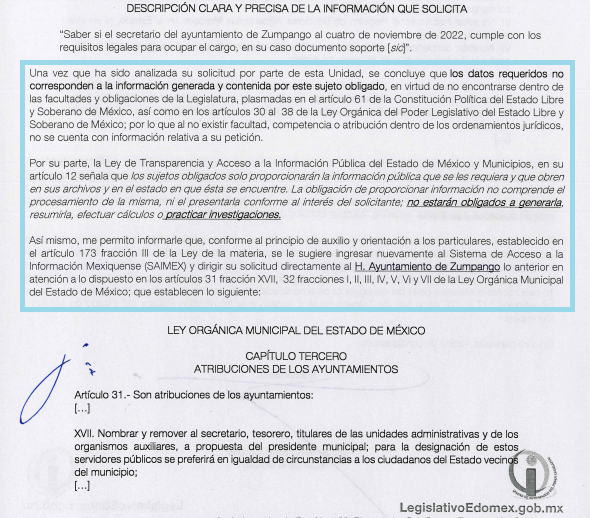 DESCRIPCIÓN CLARA Y PRECISA DE LA INFORMACIÓN QUE SOLICITA
"Saber si el secretario del ayuntamiento de Zumpango al cuatro de noviembre de 2022, cumple con los
requisitos legales para ocupar el cargo, en su caso documento soporte [sic]".
Una vez que ha sido analizada su solicitud por parte de esta Unidad, se concluye que los datos requeridos no
corresponden a la información generada y contenida por este sujeto obligado, en virtud de no encontrarse dentro de
las facultades y obligaciones de la Legislatura, plasmadas en el artículo 61 de la Constitución Política del Estado Libre
y Soberano de México, así como en los artículos 30 al 38 de la Ley Orgánica del Poder Legislativo del Estado Libre y
Soberano de México; por lo que al no existir facultad, competencia o atribución dentro de los ordenamientos jurídicos,
no se cuenta con información relativa a su petición.
Por su parte, la Ley de Transparencia y Acceso a la Información Pública del Estado de México y Municipios, en su
artículo 12 señala que los sujetos obligados solo proporcionarán la información pública que se les requiera y que obren
en sus archivos y en el estado en que ésta se encuentre. La obligación de proporcionar información no comprende el
procesamiento de la misma, ni el presentarla conforme al interés del solicitante; no estarán obligados a generarla,
resumirla, efectuar cálculos o practicar investigaciones.
Así mismo, me permito informarle que, conforme al principio de auxilio y orientación a los particulares, establecido en
el artículo 173 fracción III de la Ley de la materia, se le sugiere ingresar nuevamente al Sistema de Acceso a la
Información Mexiquense (SAIMEX) y dirigir su solicitud directamente al H. Ayuntamiento de Zumpango lo anterior en
atención a lo dispuesto en los artículos 31 fracción XVII, 32 fracciones I, II, III, IV, V, Vi y VII de la Ley Orgánica Municipal
del Estado de México; que establecen lo siguiente:
LEY ORGÁNICA MUNICIPAL DEL ESTADO DE MÉXICO
CAPÍTULO TERCERO
ATRIBUCIONES DE LOS AYUNTAMIENTOS
Artículo 31.- Son atribuciones de los ayuntamientos:
[...]
XVII. Nombrar y remover al secretario, tesorero, titulares de las unidades administrativas y de los
organismos auxiliares, a propuesta del presidente municipal; para la designación de estos
servidores públicos se preferirá en igualdad de circunstancias a los ciudadanos del Estado vecinos
del municipio;
[...]
LegislativoEdomex.gob.mx